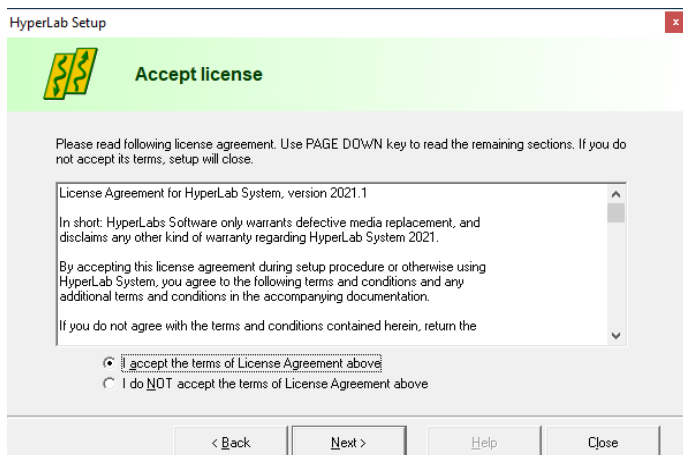 HyperLab Setup
x
Accept license
Please read following license agreement. Use PAGE DOWN key to read the remaining sections. If you do
not accept its terms, setup will close.
License Agreement for HyperLab System, version 2021.1
In short: HyperLabs Software only warrants defective media replacement, and
disclaims any other kind of warranty regarding HyperLab System 2021.
By accepting this license agreement during setup procedure or otherwise using
HyperLab System, you agree to the following terms and conditions and any
additional terms and conditions in the accompanying documentation.
If you do not agree with the terms and conditions contained herein, return the
I accept the terms of License Agreement above
I do NOT accept the terms of License Agreement above
< Back Next > Help Close